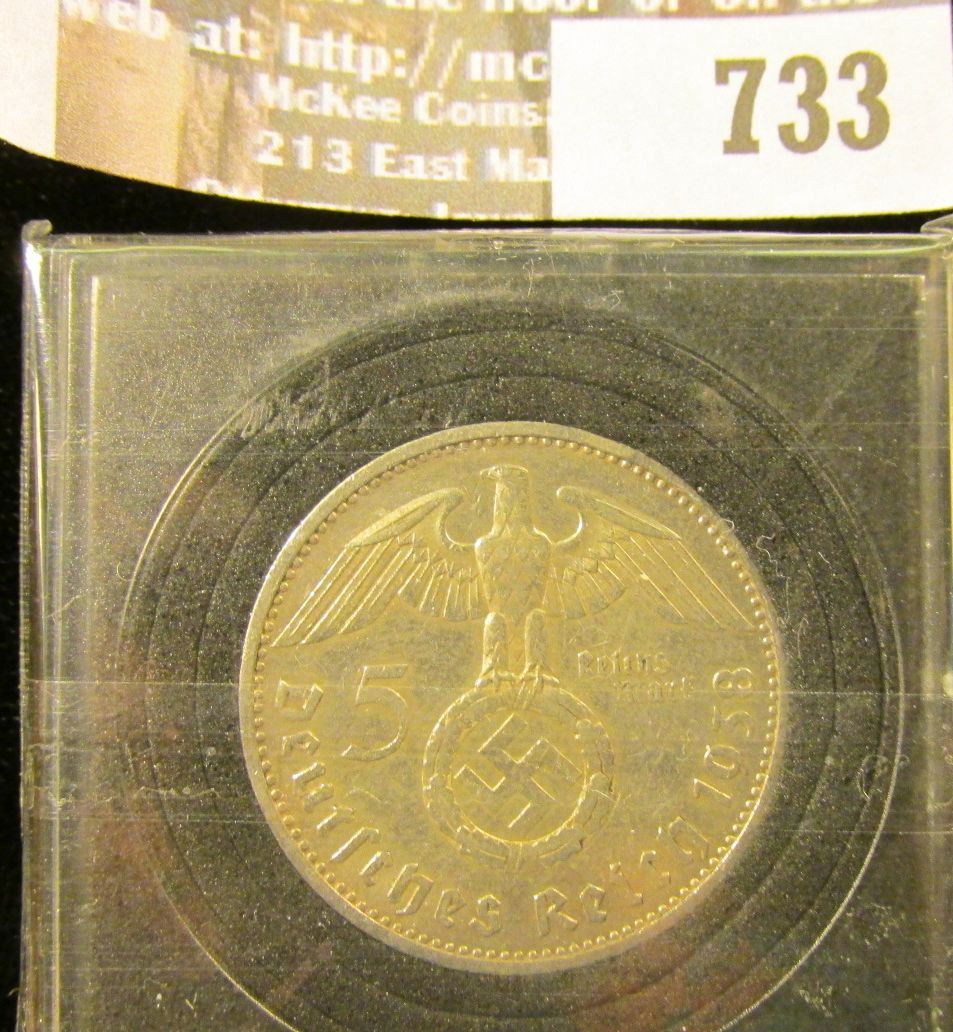 web at: http://mc
McKee Coins
213 East Ma
733
5
Reichs
mark
Deutsches Reich 1938